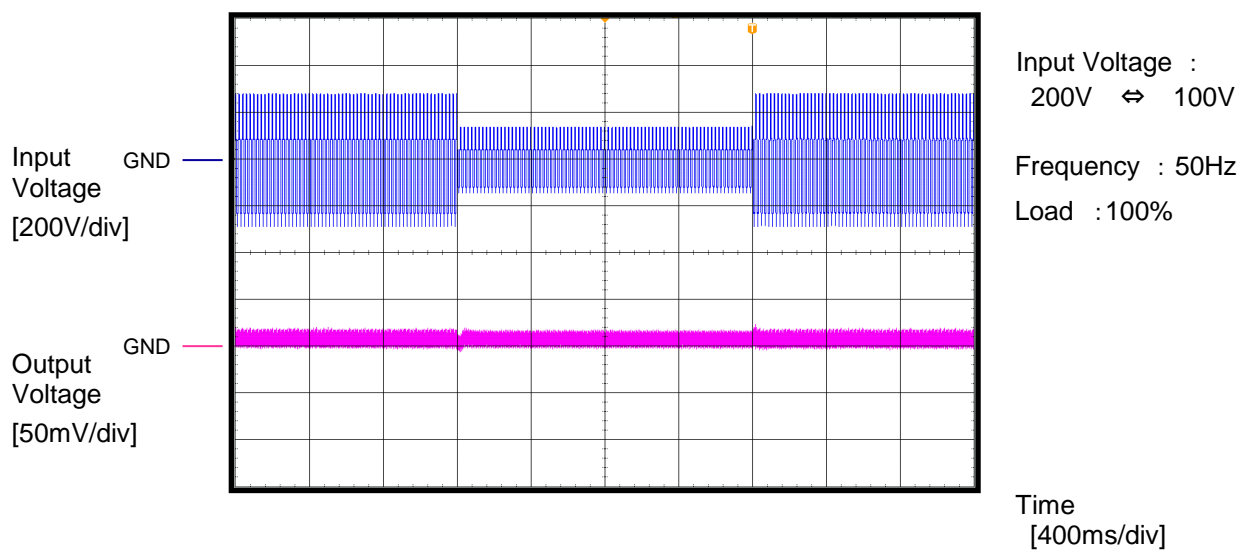 T
Input Voltage :
200V ⇔ 100V
Frequency : 50Hz
Load :100%
Input
Voltage
[200V/div]
GND
Output
Voltage
[50mV/div]
GND
Time
[400ms/div]